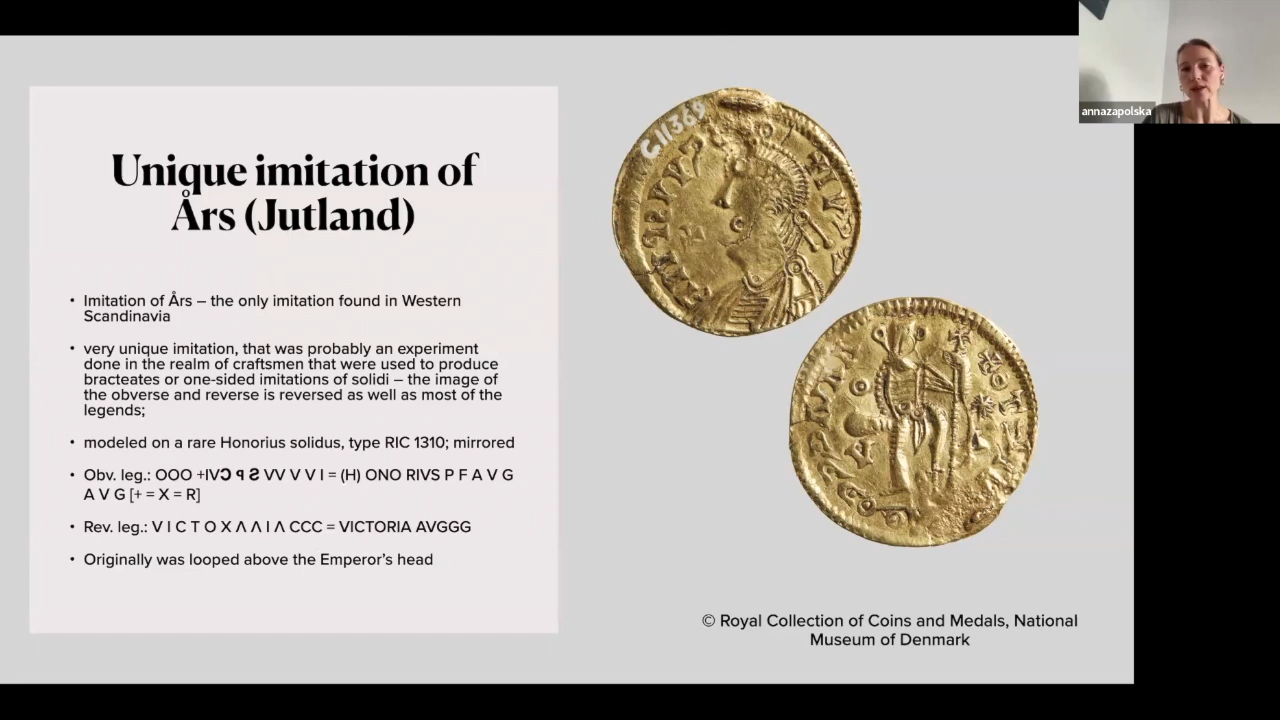 annazapolska
Unique imitation of
Års (Jutland)
• Imitation of Års – the only imitation found in Western
Scandinavia
• very unique imitation, that was probably an experiment
done in the realm of craftsmen that were used to produce
bracteates or one-sided imitations of solidi – the image of
the obverse and reverse is reversed as well as most of the
legends;
• modeled on a rare Honorius solidus, type RIC 1310; mirrored
• Obv. leg.: OOO +IVƆ ꟼ Ƨ VV V V I = (H) ONO RIVS P F A V G
A V G [+ = X = R]
• Rev. leg.: V I C T O X Λ Λ I Λ CCC = VICTORIA AVGGG
• Originally was looped above the Emperor's head
C11369
© Royal Collection of Coins and Medals, National
Museum of Denmark